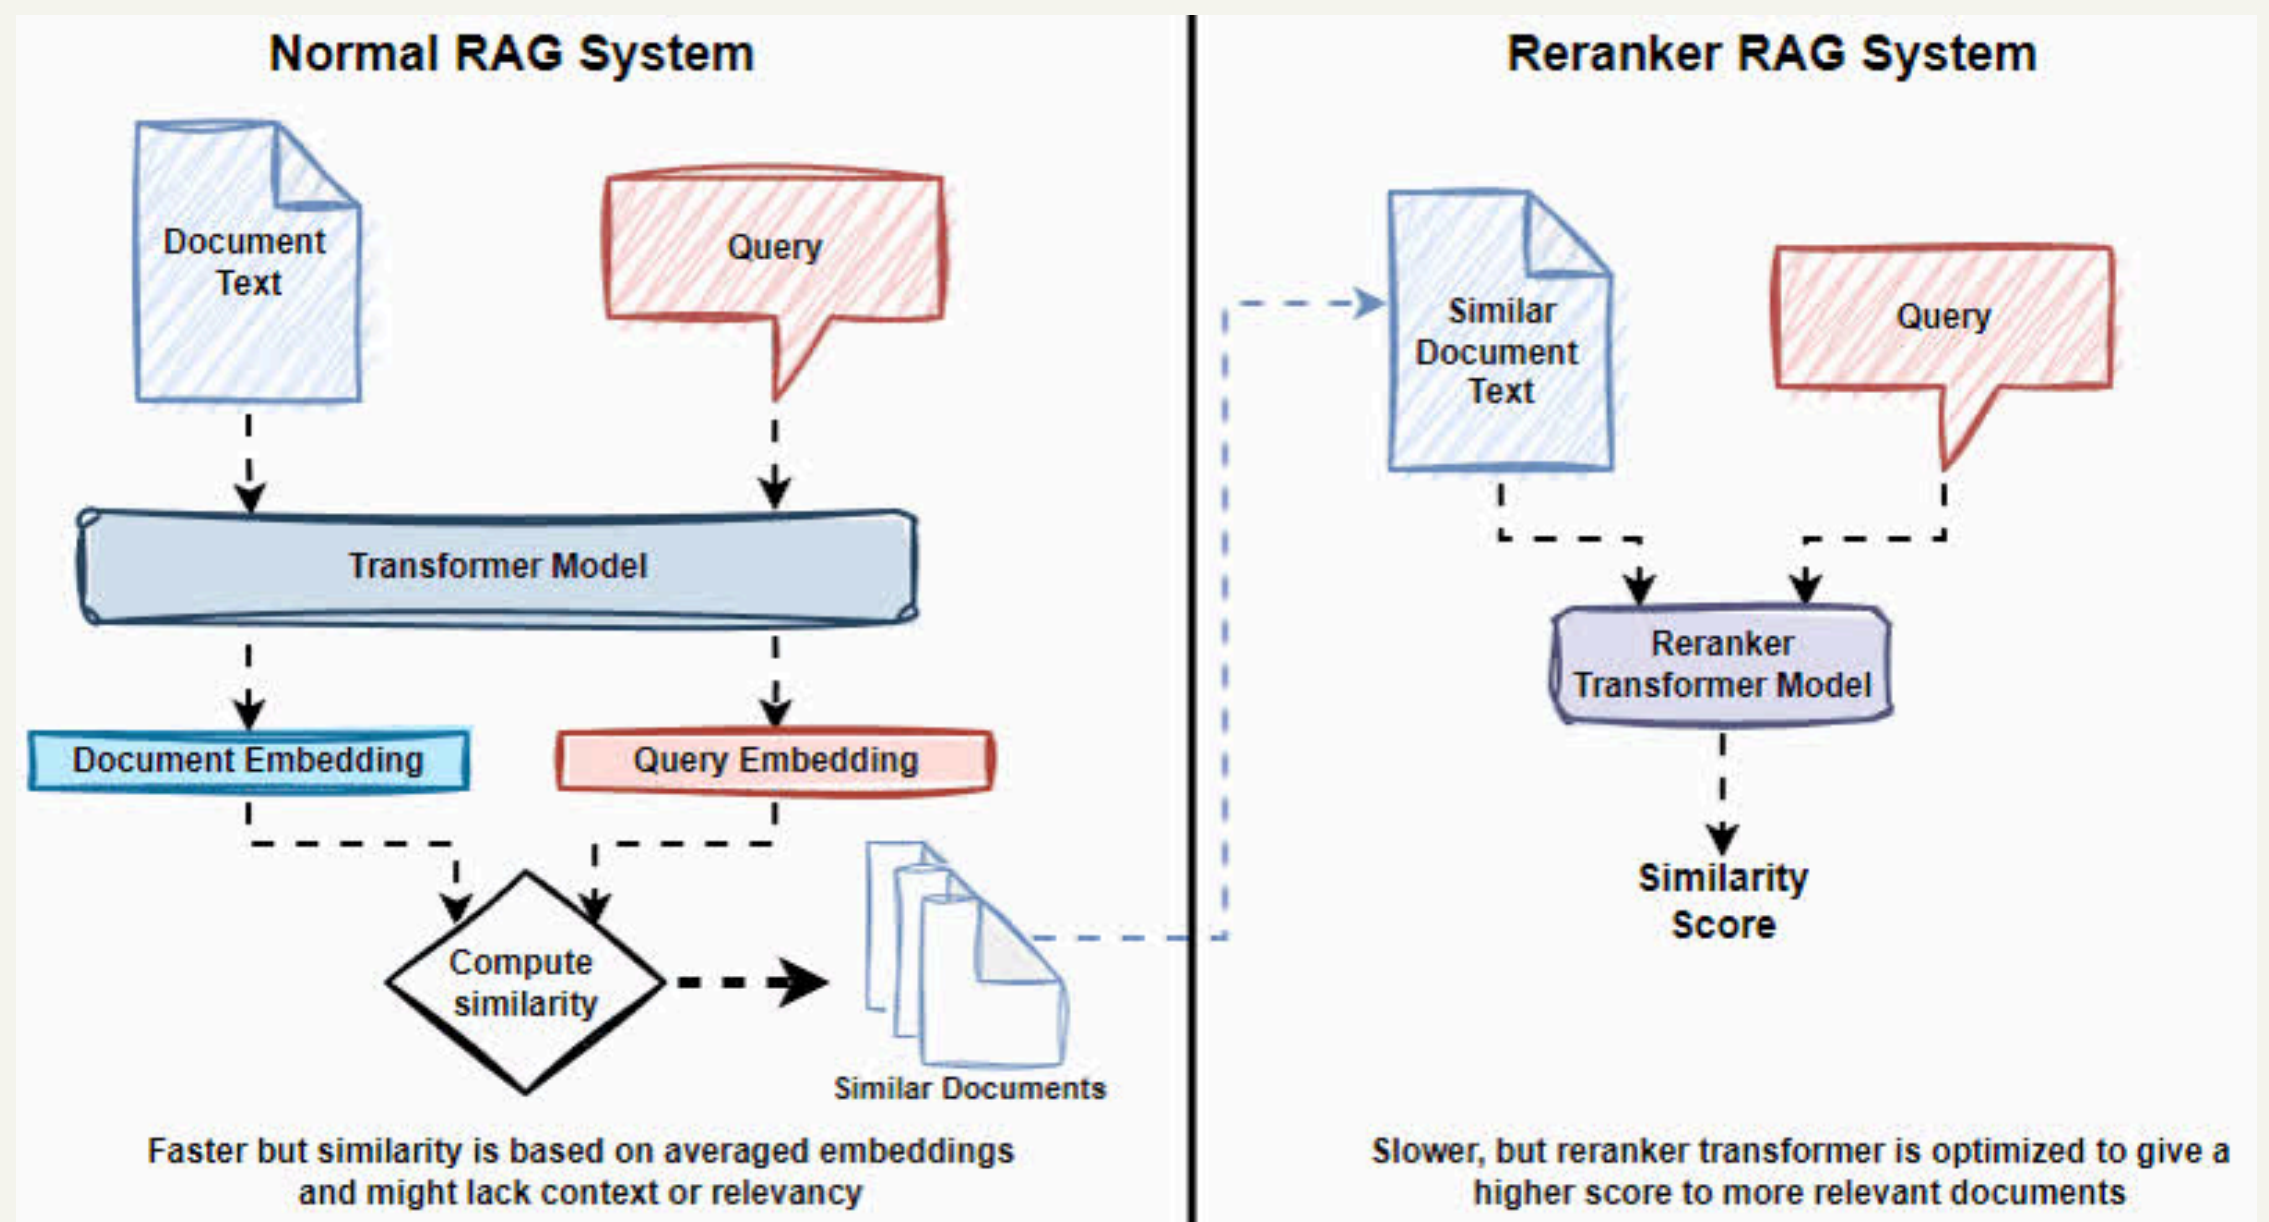 Normal RAG System
Document
Text
Query
Transformer Model
Document Embedding
Query Embedding
Compute
similarity
Similar Documents
Faster but similarity is based on averaged embeddings
and might lack context or relevancy
Reranker RAG System
Similar
Document
Text
Query
Reranker
Transformer Model
Similarity
Score
Slower, but reranker transformer is optimized to give a
higher score to more relevant documents